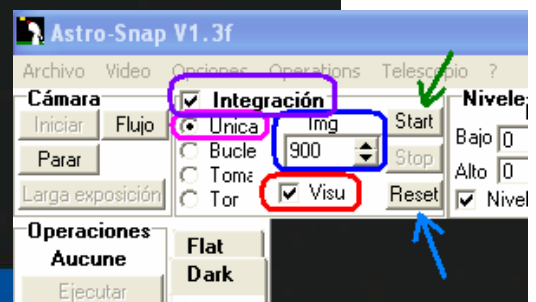 Astro-Snap V1.3f
Archivo Video Opciones Operations Telescopio ?
Cámara
Iniciar Flujo
Parar
Larga exposición
Integración
Unica
Bucle
Toma
Tor
Img
900
Visu
Start
Stop
Reset
Nivele
Bajo 0
Alto 0
Nivel
Operaciones
Aucune
Ejecutar
Flat
Dark